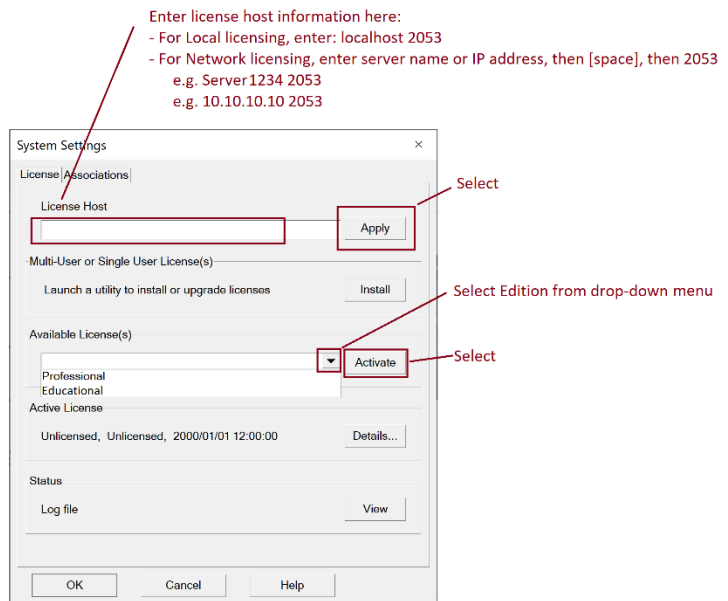 Enter license host information here:
- For Local licensing, enter: localhost 2053
- For Network licensing, enter server name or IP address, then [space], then 2053
e.g. Server1234 2053
e.g. 10.10.10.10 2053
System Settings
License Associations
License Host
Apply
Select
Multi-User or Single User License(s)
Launch a utility to install or upgrade licenses
Install
Select Edition from drop-down menu
Available License(s)
Activate
Select
Professional
Educational
Active License
Unlicensed, Unlicensed, 2000/01/01 12:00:00
Details...
Status
Log file
View
OK
Cancel
Help